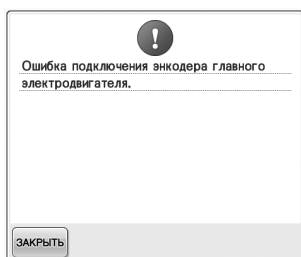 Ошибка подключения энкодера главного
электродвигателя.
ЗАКРЫТЬ